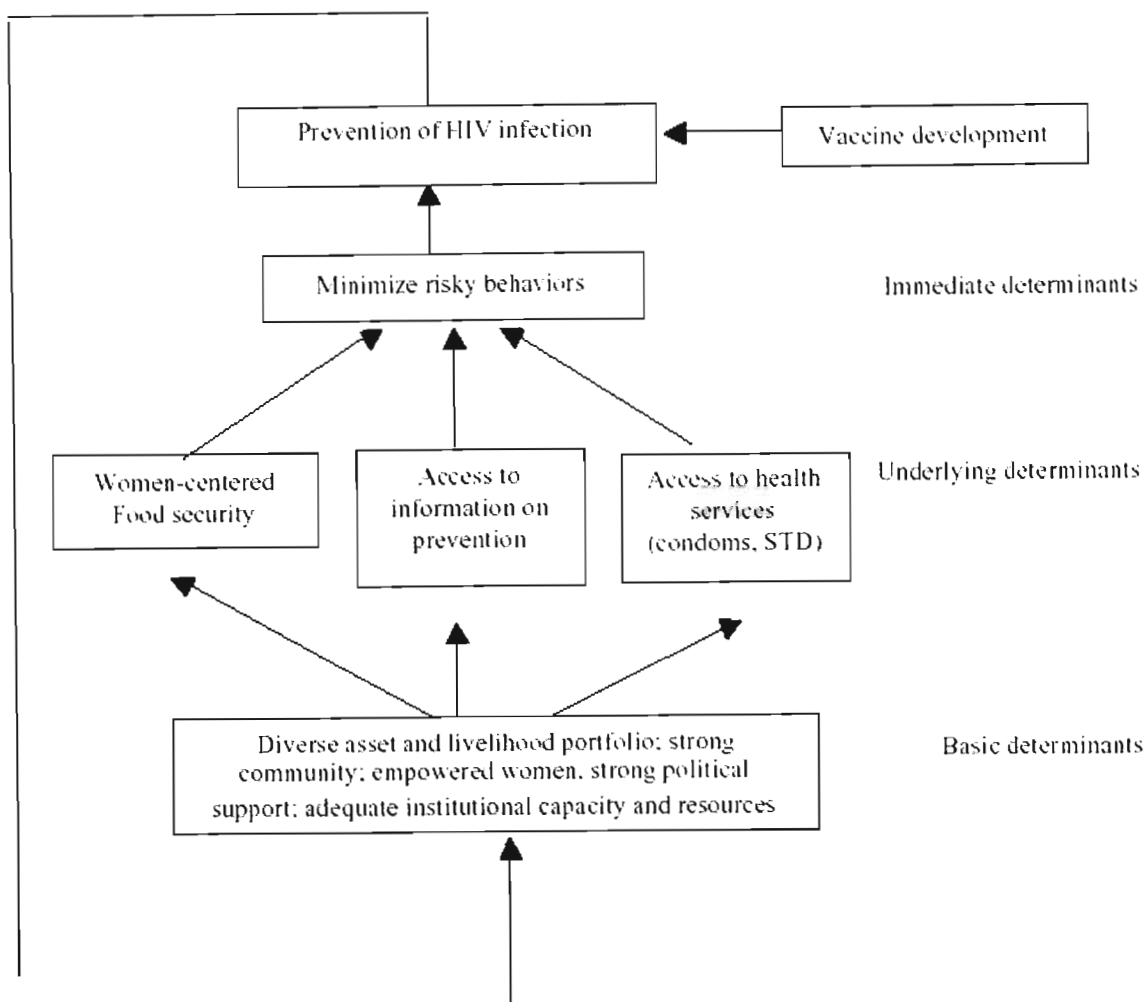 Prevention of HIV infection
Vaccine development
Minimize risky behaviors
Immediate determinants
Women-centered
Food security
Access to
information on
prevention
Access to health
services
(condoms, STD)
Underlying determinants
Diverse asset and livelihood portfolio; strong
community; empowered women, strong political
support; adequate institutional capacity and resources
Basic determinants